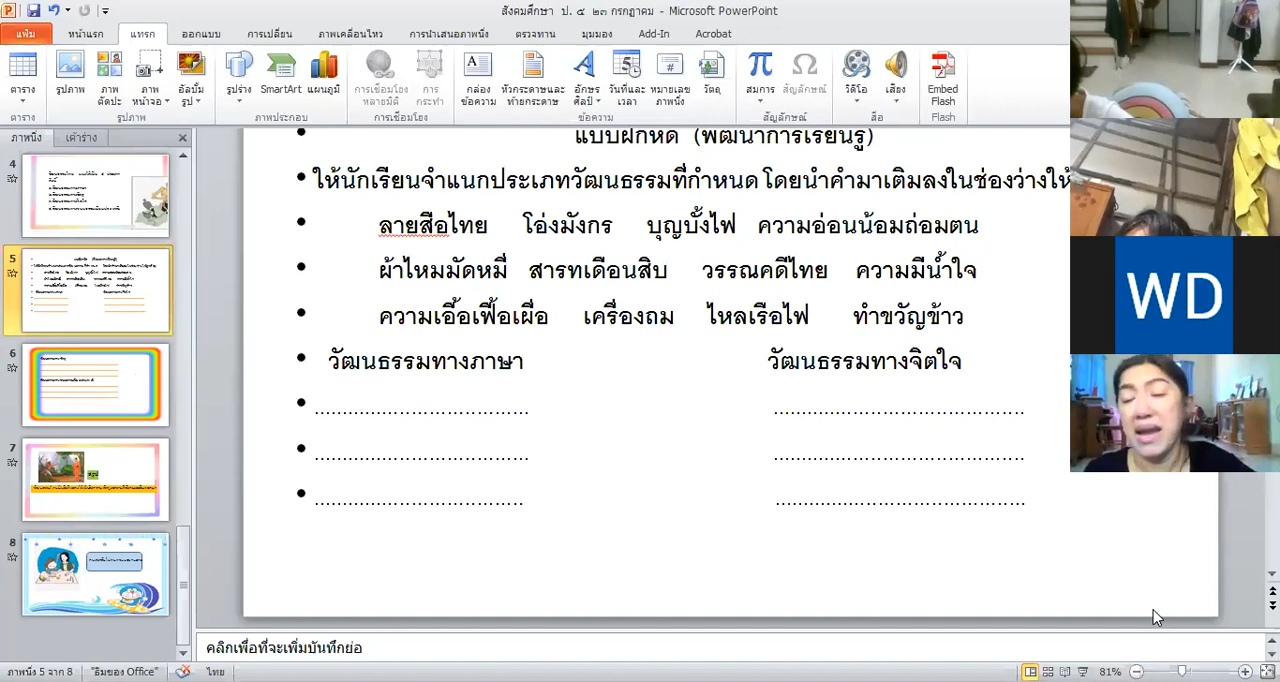 สังคมศึกษา ป. ๕ ๒๓ กรกฎาคม - Microsoft PowerPoint
แฟ้ม หน้าแรก แทรก ออกแบบ การเปลี่ยน ภาพเคลื่อนไหว การนำเสนอภาพนิ่ง ตรวจทาน มุมมอง Add-In Acrobat
ตาราง รูปภาพ ภาพตัดปะ ภาพหน้าจอ อัลบั้มรูป รูปร่าง SmartArt แผนภูมิ การเชื่อมโยงหลายมิติ การกระทำ กล่องข้อความ หัวกระดาษและท้ายกระดาษ อักษรศิลป์ วันที่และเวลา หมายเลขภาพนิ่ง วัตถุ สมการ สัญลักษณ์ วิดีโอ เสียง Embed Flash
ตาราง รูปภาพ ภาพประกอบ การเชื่อมโยง ข้อความ สัญลักษณ์ สื่อ Flash
ภาพนิ่ง เค้าร่าง
4
5
6
7
8
แบบฝึกหัด (พัฒนาการเรียนรู้)
ให้นักเรียนจำแนกประเภทวัฒนธรรมที่กำหนด โดยนำคำมาเติมลงในช่องว่างให้
ลายสือไทย โอ่งมังกร บุญบั้งไฟ ความอ่อนน้อมถ่อมตน
ผ้าไหมมัดหมี่ สารทเดือนสิบ วรรณคดีไทย ความมีน้ำใจ
ความเอื้อเฟื้อเผื่อ เครื่องถม ไหลเรือไฟ ทำขวัญข้าว
วัฒนธรรมทางภาษา วัฒนธรรมทางจิตใจ
WD
คลิกเพื่อที่จะเพิ่มบันทึกย่อ
ภาพนิ่ง 5 จาก 8 "ธีมของ Office" ไทย 81%